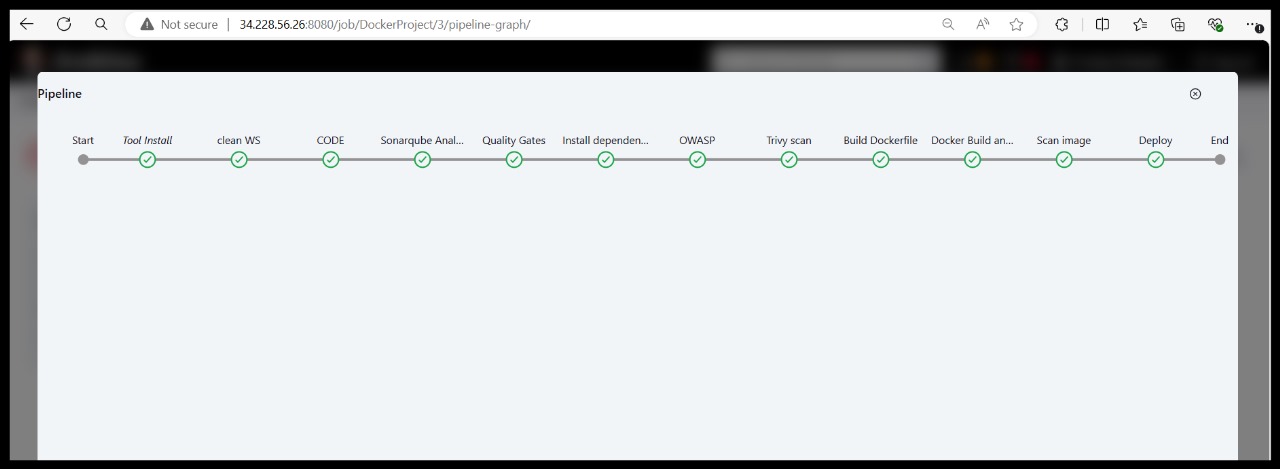 Not secure | 34.228.56.26:8080/job/DockerProject/3/pipeline-graph/
Pipeline
Start Tool Install clean WS CODE Sonarqube Anal... Quality Gates Install dependen... OWASP Trivy scan Build Dockerfile Docker Build an... Scan image Deploy End